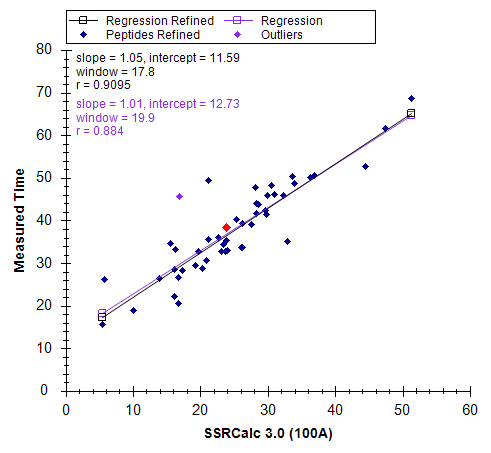 Regression Refined Regression
Peptides Refined Outliers
slope = 1.05, intercept = 11.59
window = 17.8
r = 0.9095
slope = 1.01, intercept = 12.73
window = 19.9
r = 0.884
80
70
60
50
40
30
20
10
0
Measured Time
0 10 20 30 40 50 60
SSRCalc 3.0 (100A)